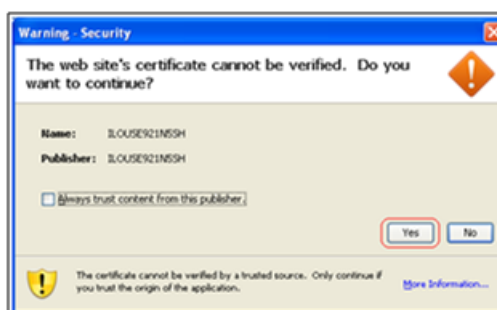 Warning - Security
The web site's certificate cannot be verified. Do you
want to continue?
Name: ILOUSE921N5SH
Publisher: ILOUSE921N5SH
Always trust content from this publisher.
Yes No
The certificate cannot be verified by a trusted source. Only continue if
you trust the origin of the application.
More Information...